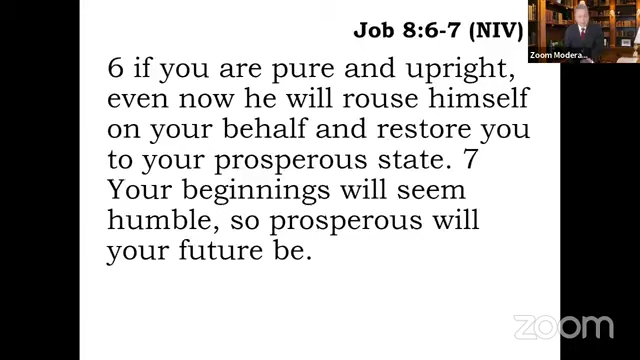 Job 8:6-7 (NIV)
Zoom Modera...
6 if you are pure and upright,
even now he will rouse himself
on your behalf and restore you
to your prosperous state. 7
Your beginnings will seem
humble, so prosperous will
your future be.
zoom